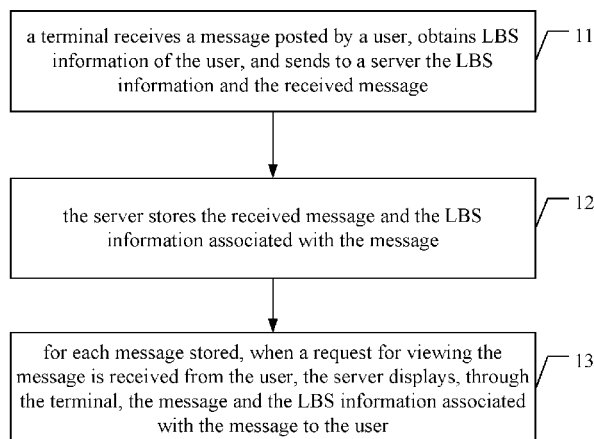 a terminal receives a message posted by a user, obtains LBS
information of the user, and sends to a server the LBS
information and the received message
11
the server stores the received message and the LBS
information associated with the message
12
for each message stored, when a request for viewing the
message is received from the user, the server displays, through
the terminal, the message and the LBS information associated
with the message to the user
13